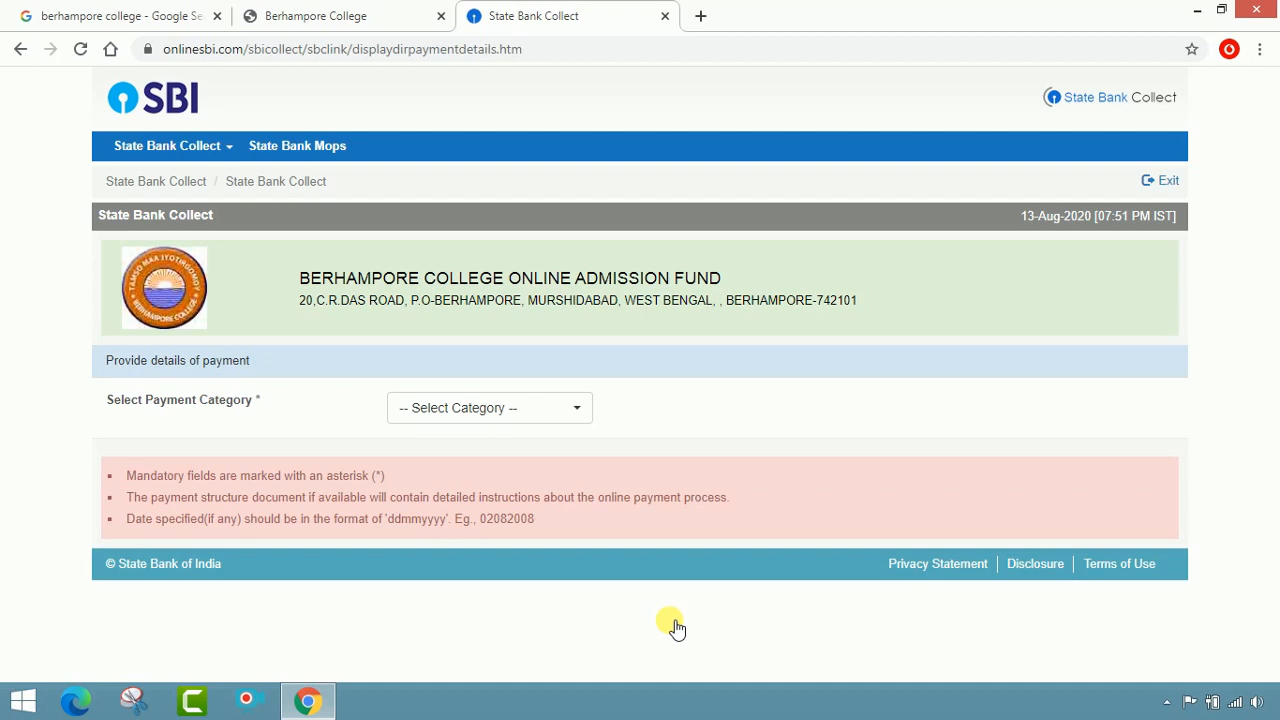 berhampore college - Google Se
Berhampore College
State Bank Collect
onlinesbi.com/sbicollect/sbclink/displaydirpaymentdetails.htm
SBI
State Bank Collect
State Bank Collect
State Bank Mops
State Bank Collect / State Bank Collect
Exit
State Bank Collect
13-Aug-2020 [07:51 PM IST]
TAMSO MAA JYOTIRGOMOY
BERHAMPORE COLLEGE
BERHAMPORE COLLEGE ONLINE ADMISSION FUND
20,C.R.DAS ROAD, P.O-BERHAMPORE, MURSHIDABAD, WEST BENGAL, , BERHAMPORE-742101
Provide details of payment
Select Payment Category *
-- Select Category --
Mandatory fields are marked with an asterisk (*)
The payment structure document if available will contain detailed instructions about the online payment process.
Date specified(if any) should be in the format of 'ddmmyyyy'. Eg., 02082008
© State Bank of India
Privacy Statement
Disclosure
Terms of Use